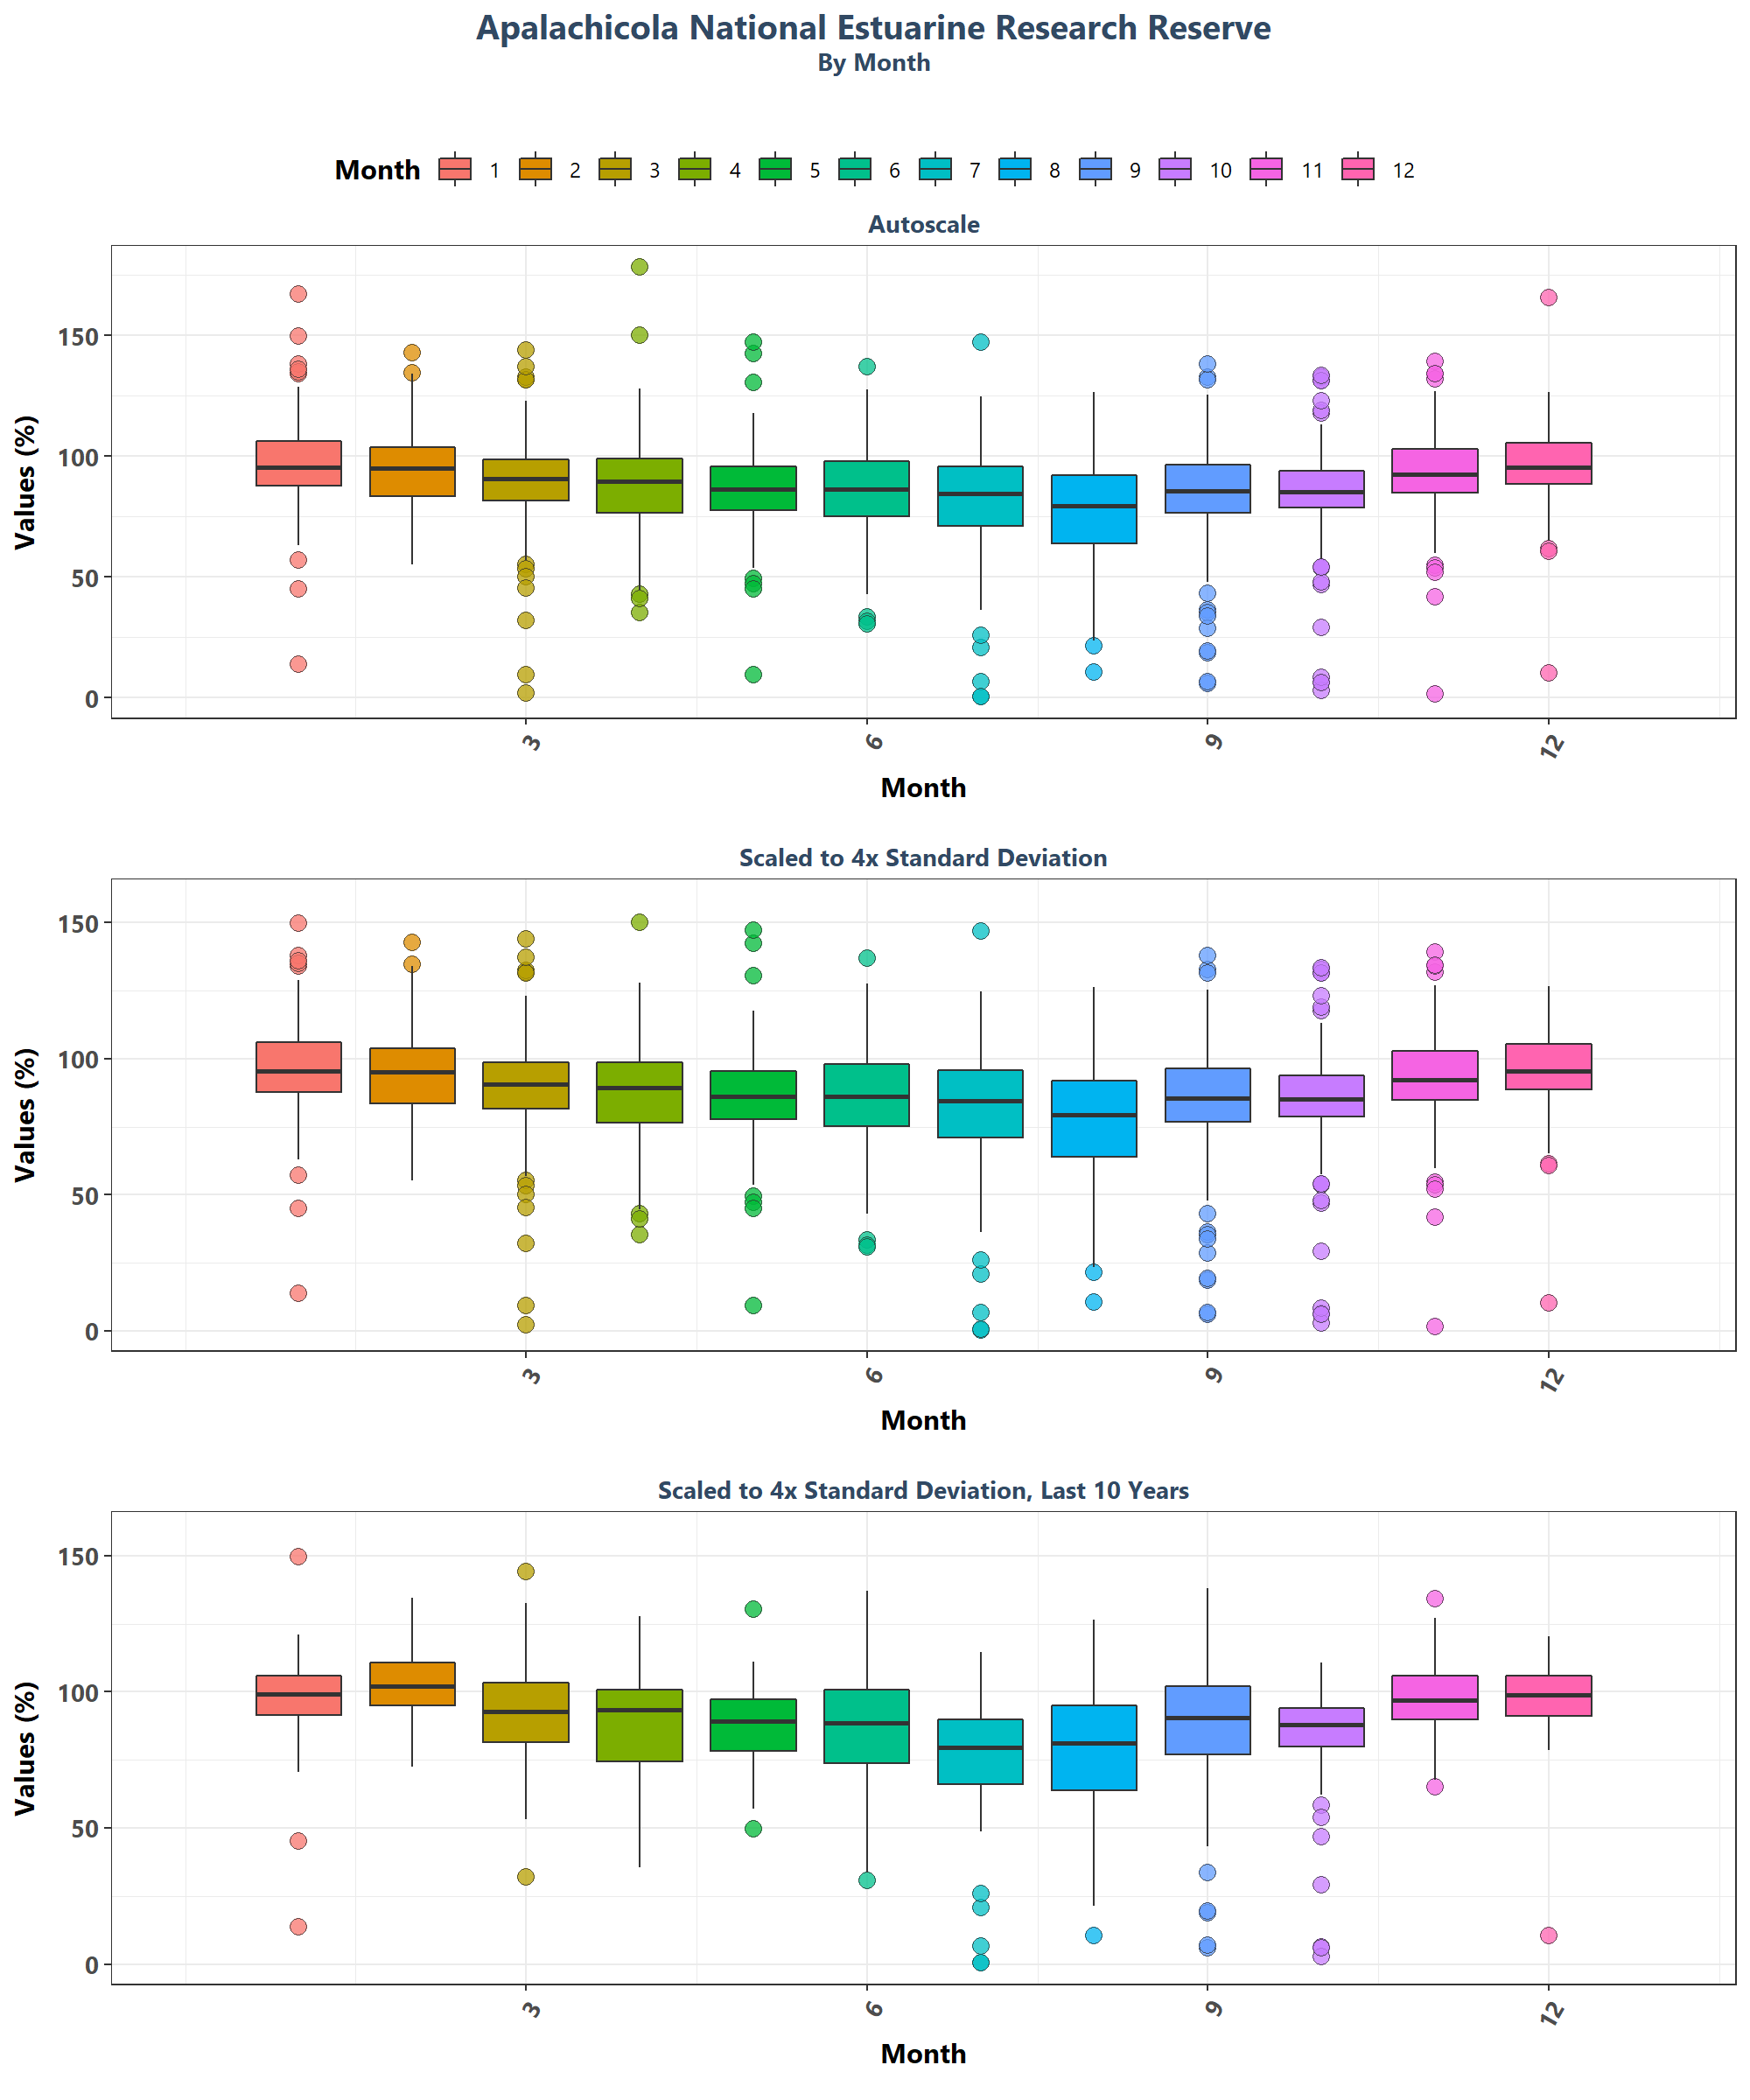 Apalachicola National Estuarine Research Reserve
By Month
Month 1 2 3 4 5 6 7 8 9 10 11 12
Autoscale
Values (%)
150
100
50
0
3 6 9 12
Month
Scaled to 4x Standard Deviation
Values (%)
150
100
50
0
3 6 9 12
Month
Scaled to 4x Standard Deviation, Last 10 Years
Values (%)
150
100
50
0
3 6 9 12
Month